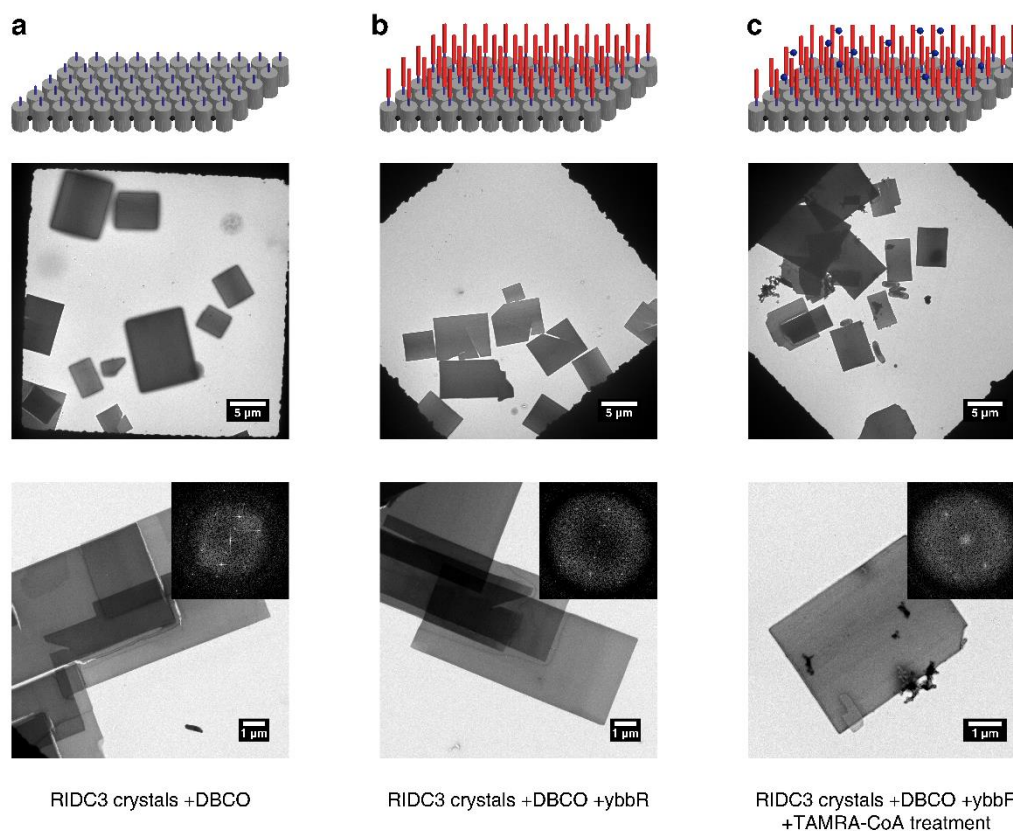 a
b
c
5 µm
5 µm
5 µm
1 µm
1 µm
1 µm
RIDC3 crystals +DBCO
RIDC3 crystals +DBCO +ybbR
RIDC3 crystals +DBCO +ybbR
+TAMRA-CoA treatment